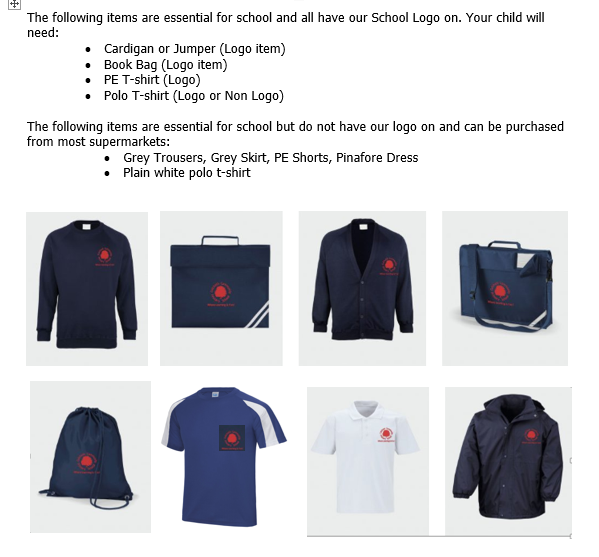 The following items are essential for school and all have our School Logo on. Your child will
need:
• Cardigan or Jumper (Logo item)
• Book Bag (Logo item)
• PE T-shirt (Logo)
• Polo T-shirt (Logo or Non Logo)
The following items are essential for school but do not have our logo on and can be purchased
from most supermarkets:
• Grey Trousers, Grey Skirt, PE Shorts, Pinafore Dress
• Plain white polo t-shirt